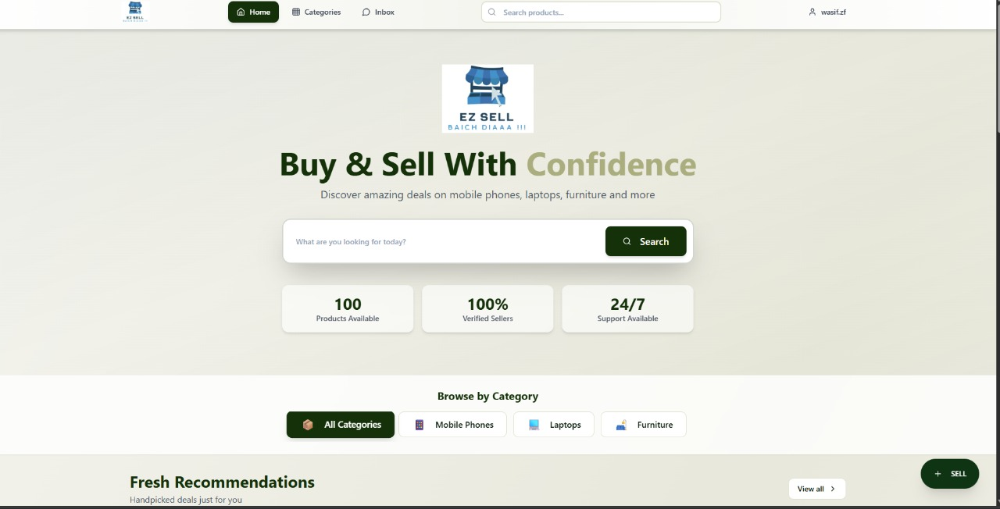 EZ SELL
Home
Categories
Inbox
Search products...
wasif.zf
EZ SELL
BAICH DIAAA !!!
Buy & Sell With Confidence
Discover amazing deals on mobile phones, laptops, furniture and more
What are you looking for today?
Search
100
Products Available
100%
Verified Sellers
24/7
Support Available
Browse by Category
All Categories
Mobile Phones
Laptops
Furniture
Fresh Recommendations
Handpicked deals just for you
View all
+ SELL